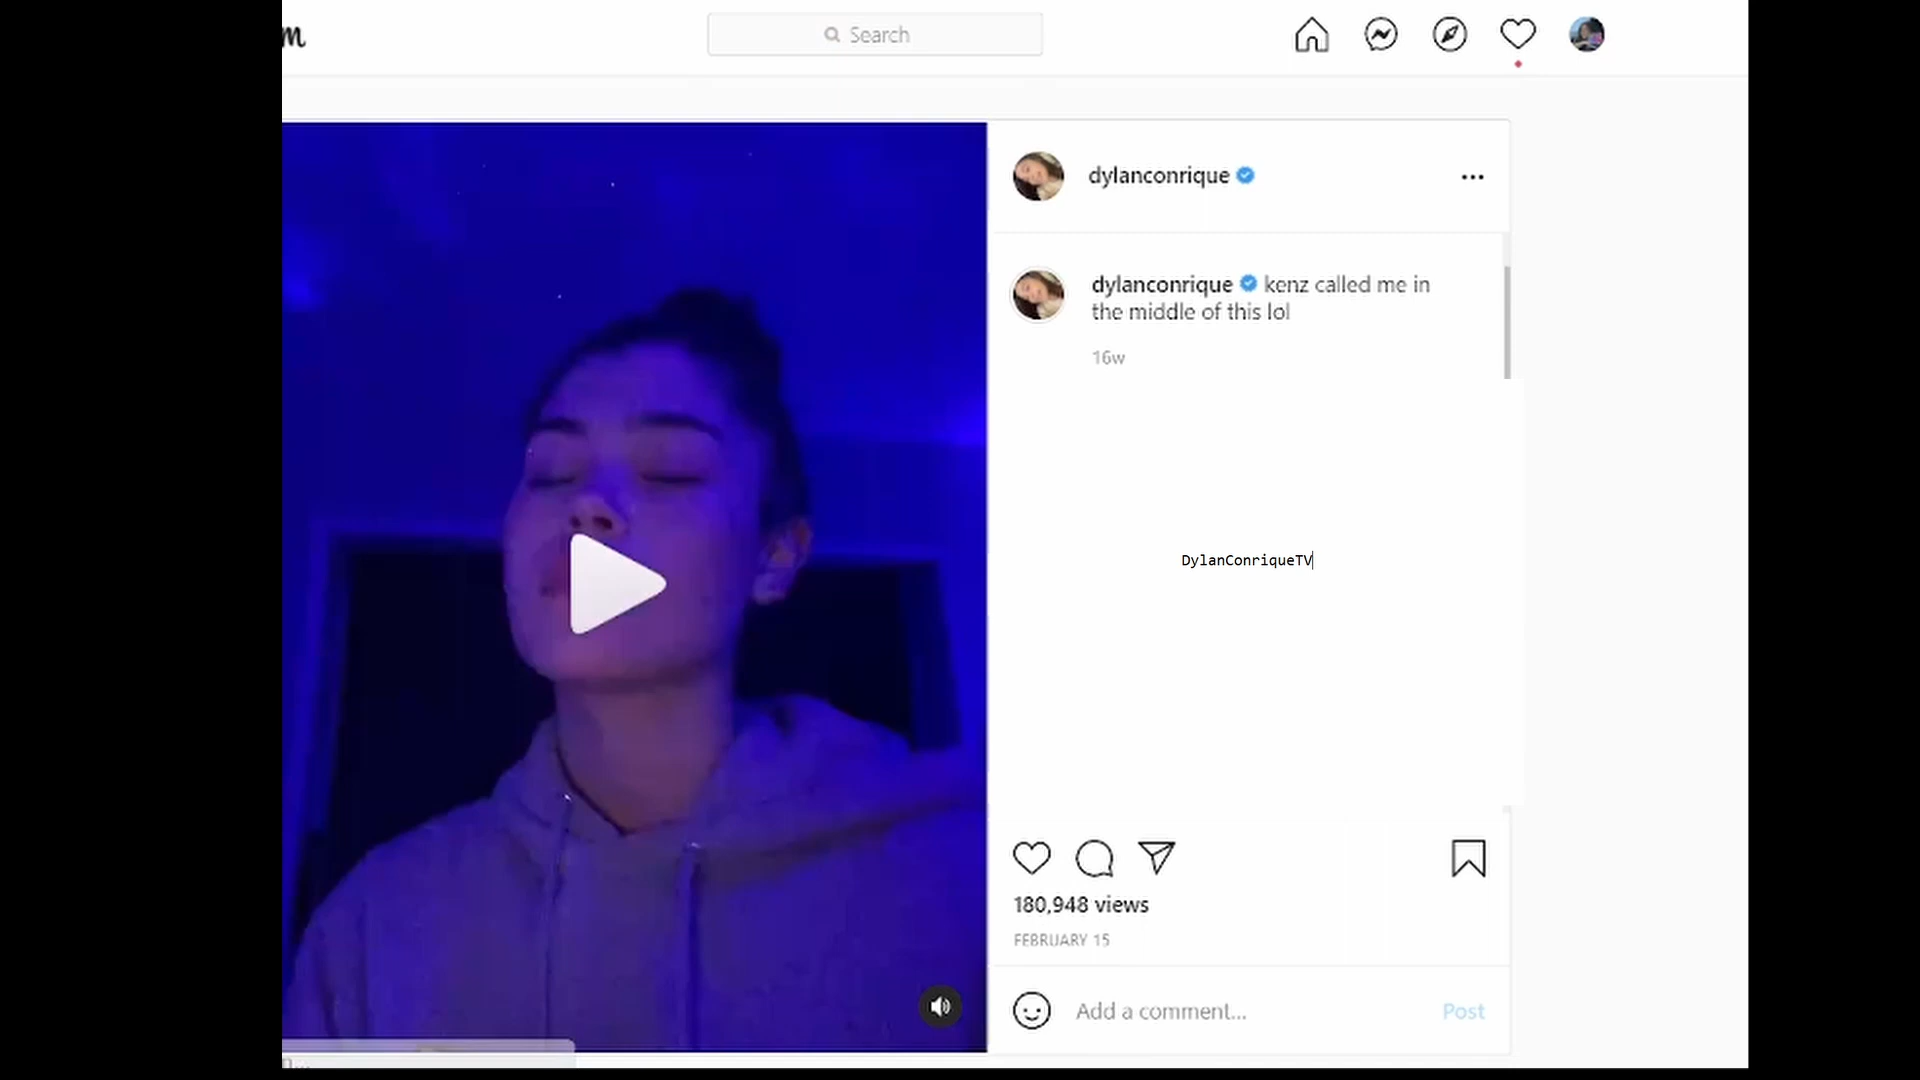 m
Search
dylanconrique
dylanconrique kenz called me in
the middle of this lol
16w
DylanConriqueTV
180,948 views
FEBRUARY 15
Add a comment... Post